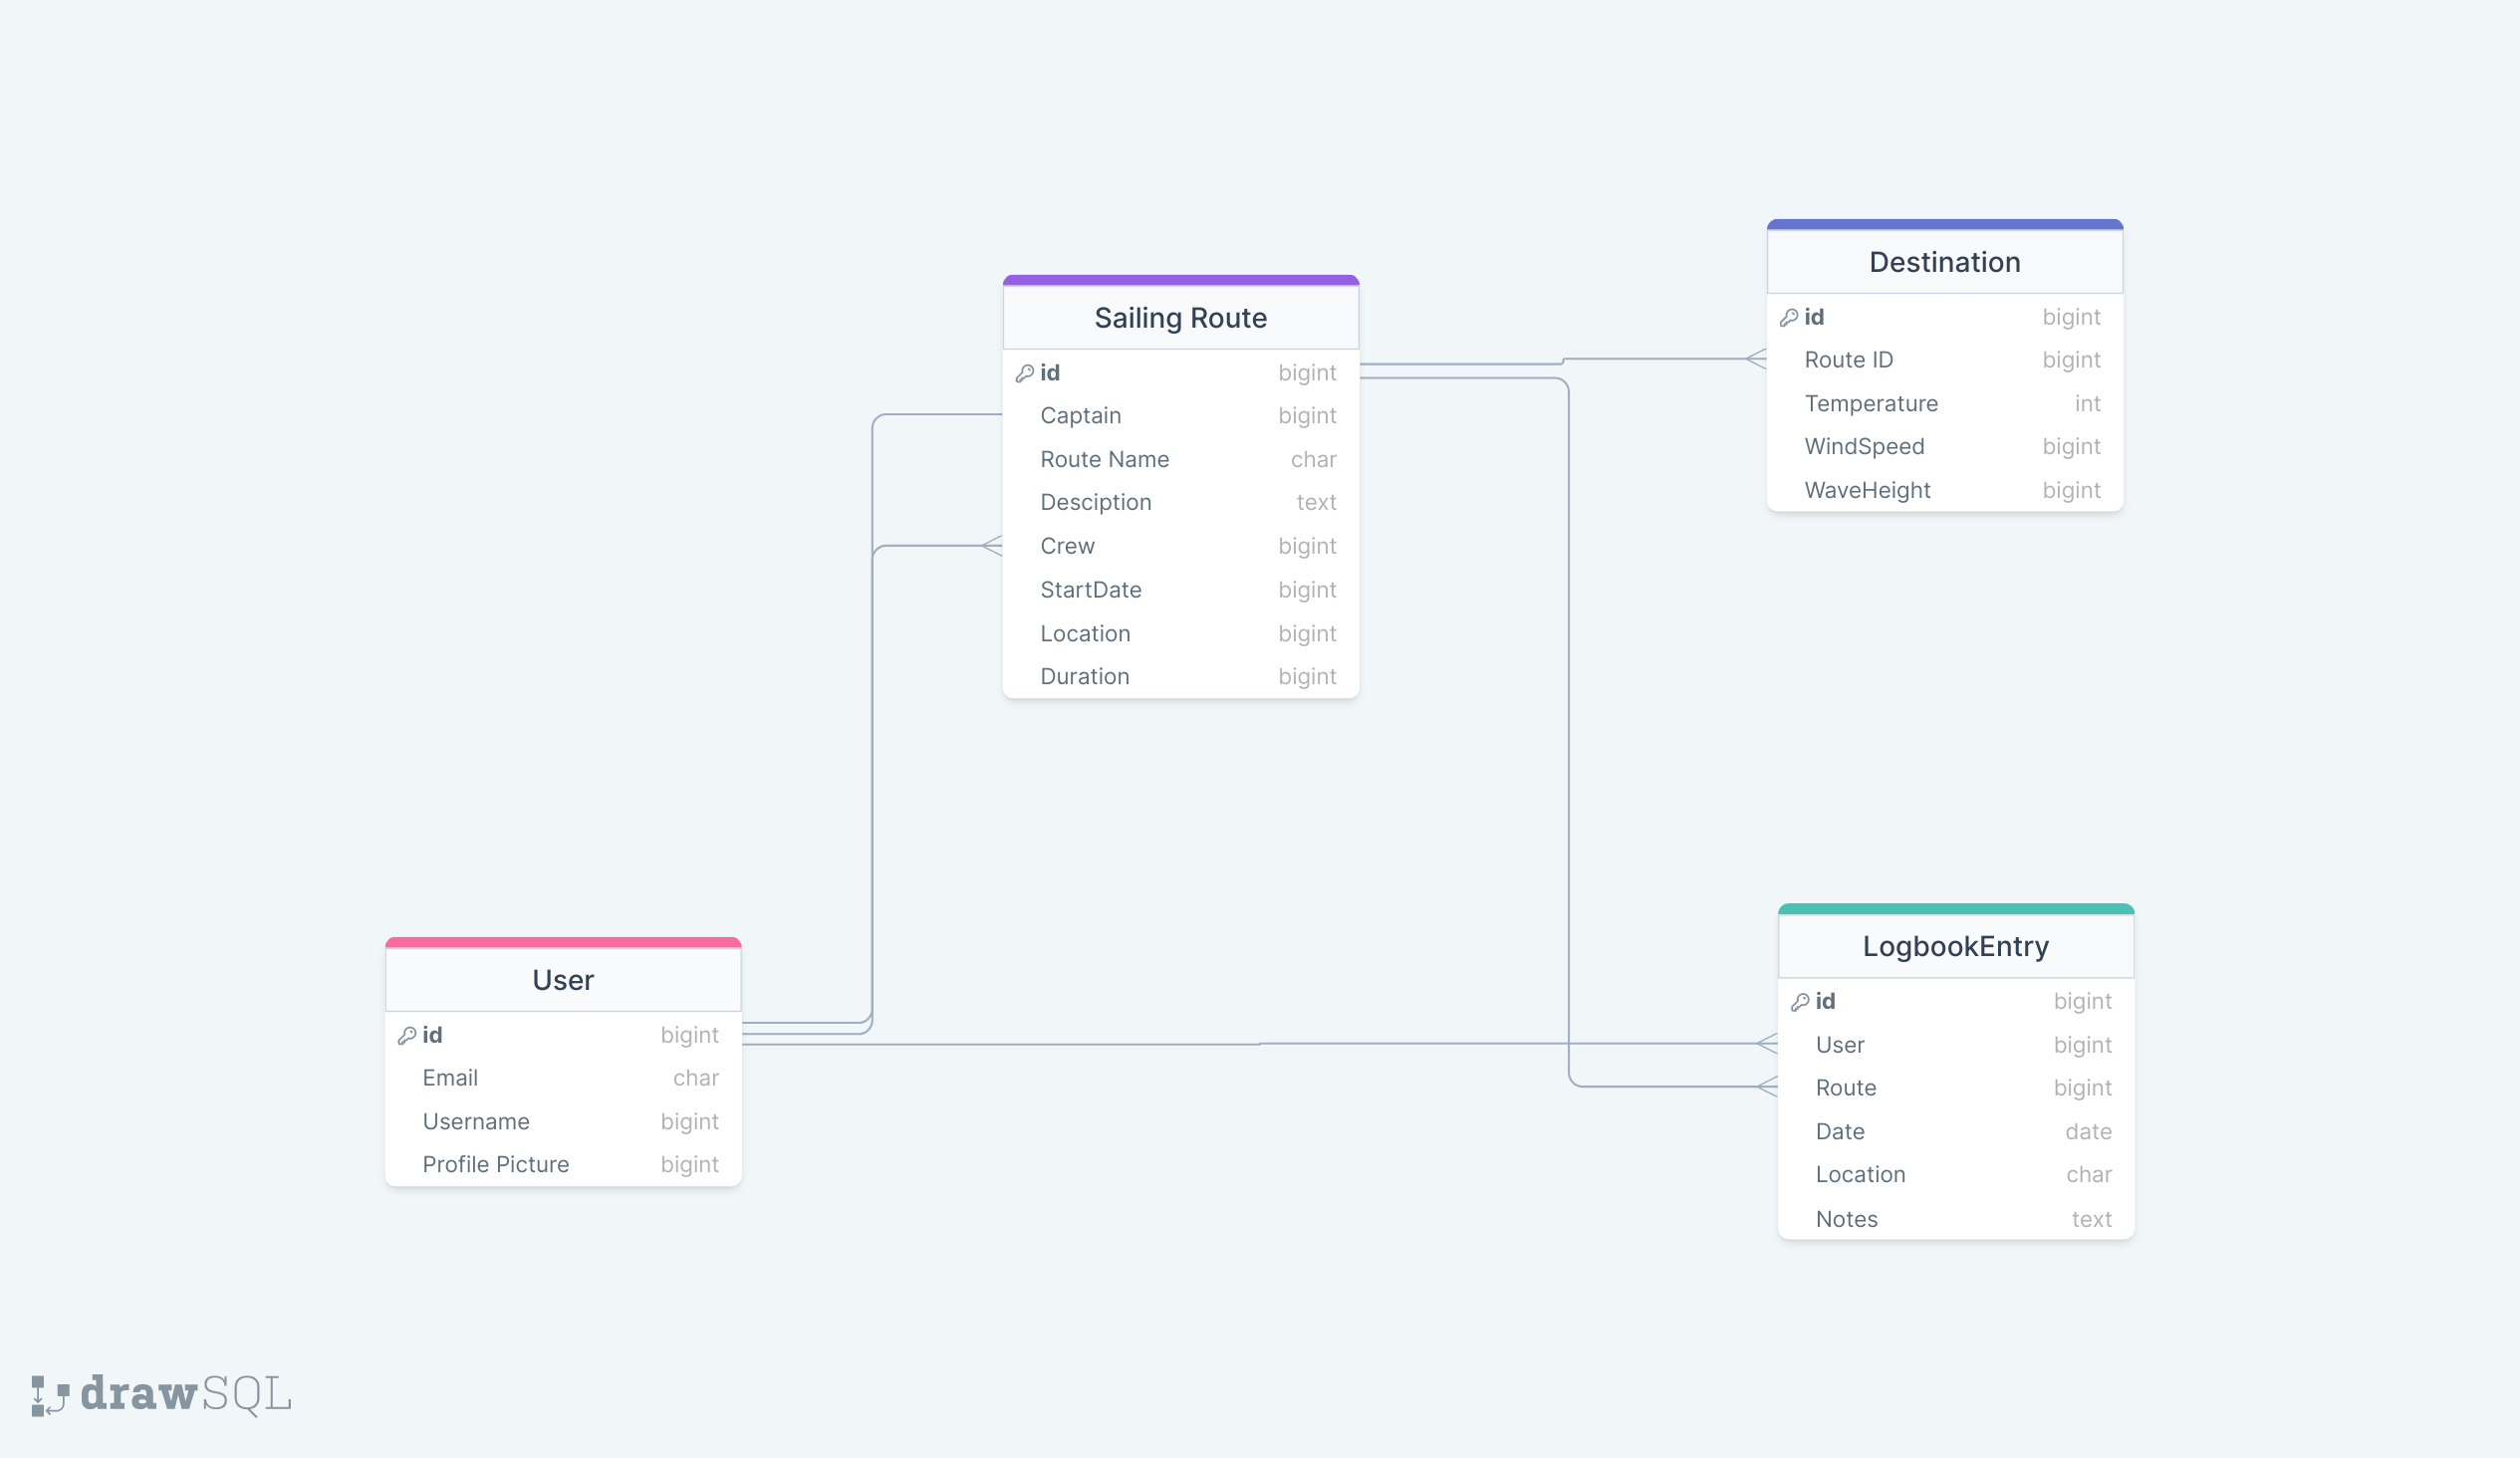 Destination
id bigint
Route ID bigint
Temperature int
WindSpeed bigint
WaveHeight bigint
Sailing Route
id bigint
Captain bigint
Route Name char
Desciption text
Crew bigint
StartDate bigint
Location bigint
Duration bigint
User
id bigint
Email char
Username bigint
Profile Picture bigint
LogbookEntry
id bigint
User bigint
Route bigint
Date date
Location char
Notes text
drawSQL